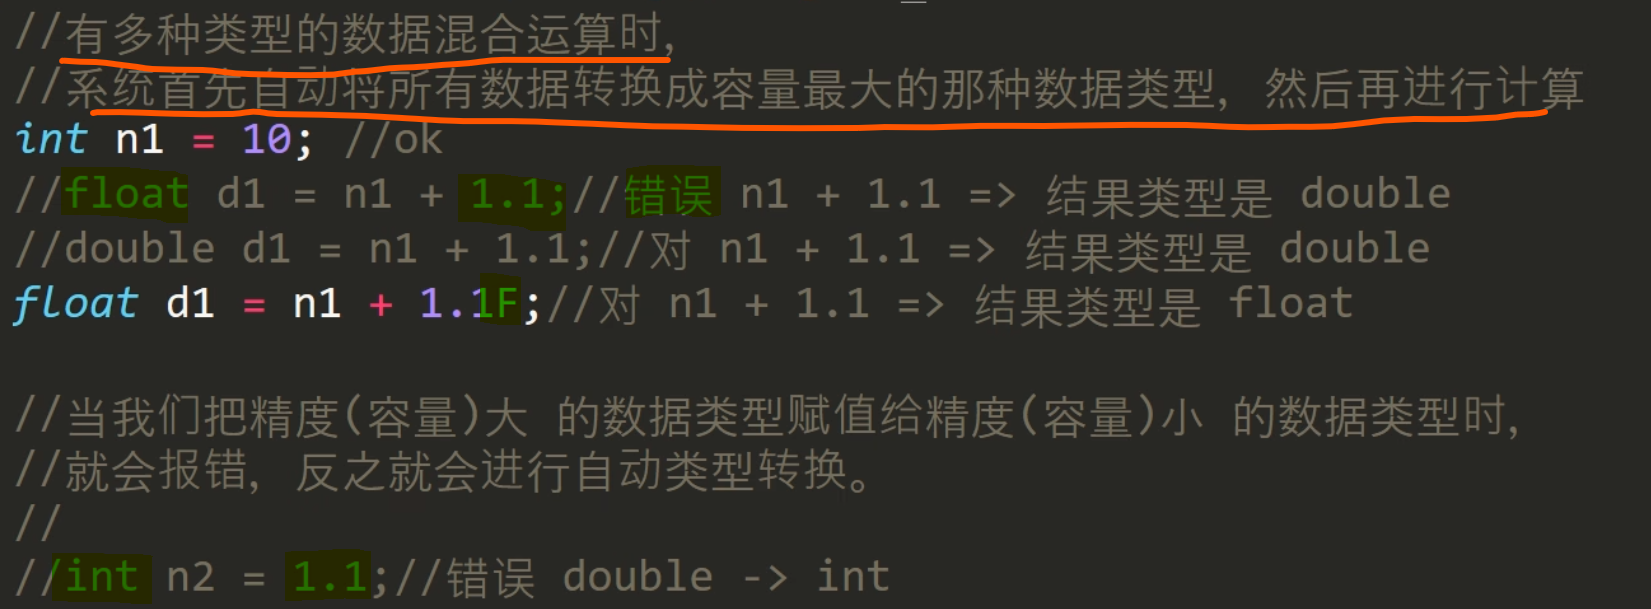 //有多种类型的数据混合运算时,
//系统首先自动将所有数据转换成容量最大的那种数据类型, 然后再进行计算
int n1 = 10; //ok
//float d1 = n1 + 1.1;//错误 n1 + 1.1 => 结果类型是 double
//double d1 = n1 + 1.1;//对 n1 + 1.1 => 结果类型是 double
float d1 = n1 + 1.1F;//对 n1 + 1.1 => 结果类型是 float
//当我们把精度(容量)大 的数据类型赋值给精度(容量)小 的数据类型时,
//就会报错, 反之就会进行自动类型转换。
//
//int n2 = 1.1;//错误 double -> int